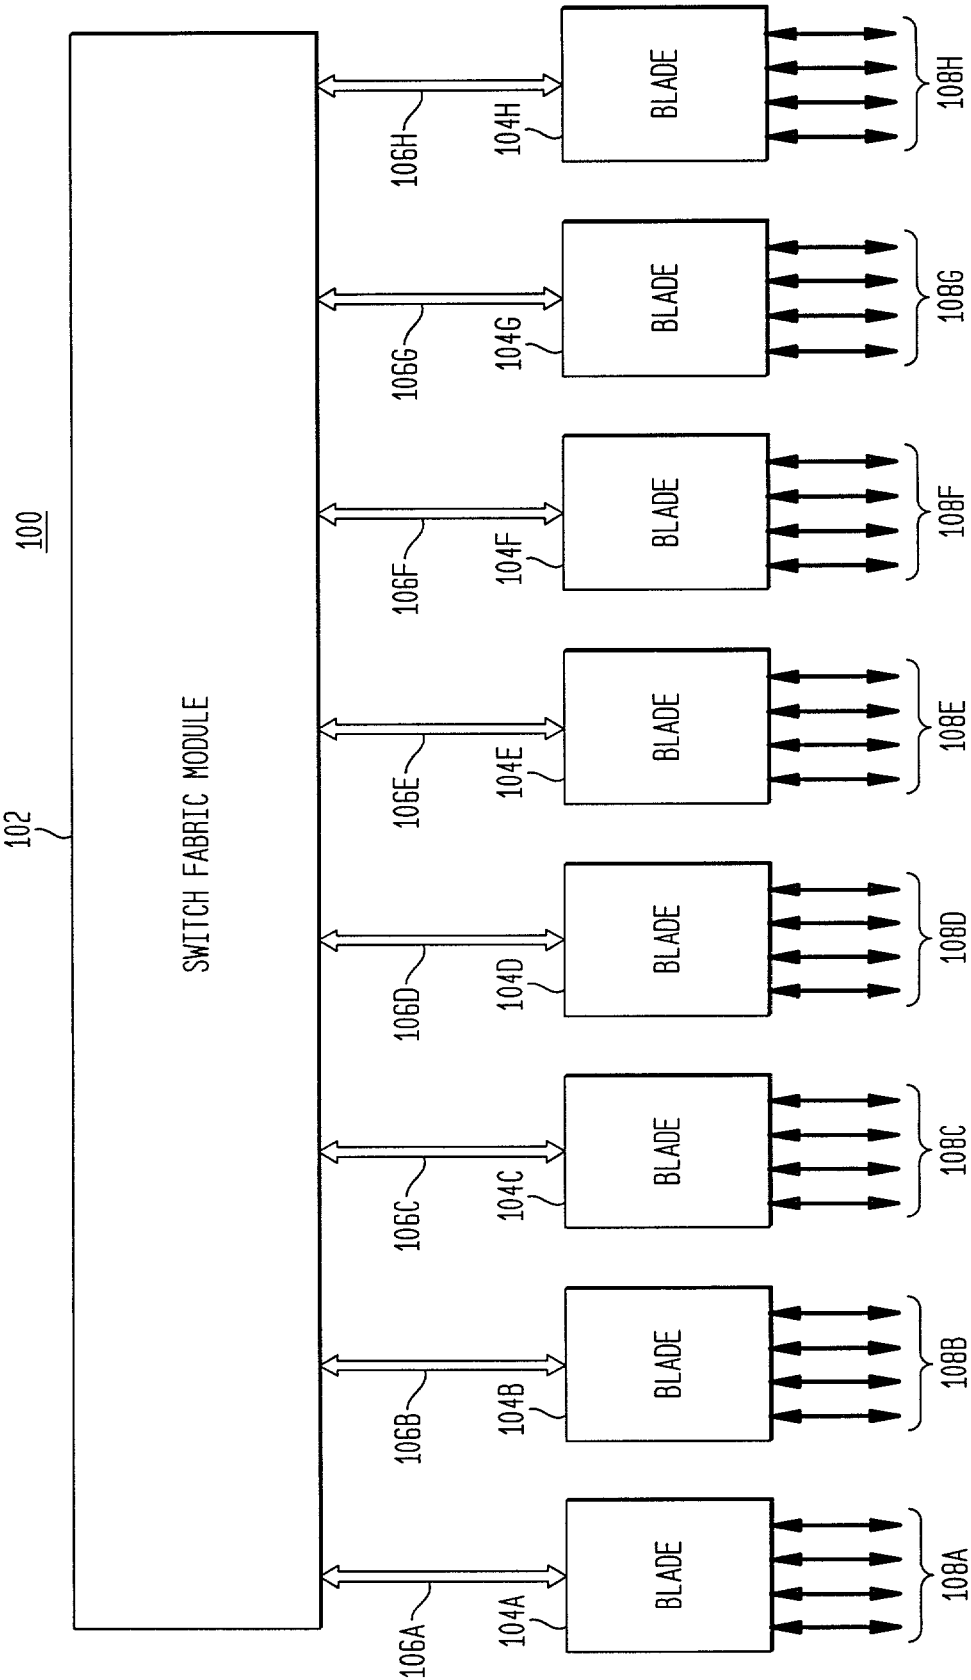 100
102
SWITCH FABRIC MODULE
106A
106B
106C
106D
106E
106F
106G
106H
104A
104B
104C
104D
104E
104F
104G
104H
BLADE
BLADE
BLADE
BLADE
BLADE
BLADE
BLADE
BLADE
108A
108B
108C
108D
108E
108F
108G
108H